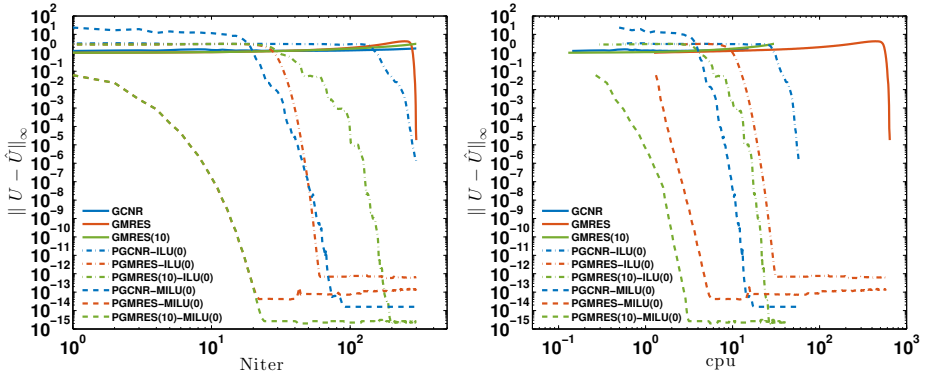 10^2
10^1
10^0
10^-1
10^-2
10^-3
10^-4
10^-5
10^-6
10^-7
10^-8
10^-9
10^-10
10^-11
10^-12
10^-13
10^-14
10^-15
‖ U − Û‖∞
GCNR
GMRES
GMRES(10)
PGCNR−ILU(0)
PGMRES−ILU(0)
PGMRES(10)−ILU(0)
PGCNR−MILU(0)
PGMRES−MILU(0)
PGMRES(10)−MILU(0)
10^0
10^1
10^2
Niter
10^2
10^1
10^0
10^-1
10^-2
10^-3
10^-4
10^-5
10^-6
10^-7
10^-8
10^-9
10^-10
10^-11
10^-12
10^-13
10^-14
10^-15
‖ U − Û‖∞
GCNR
GMRES
GMRES(10)
PGCNR−ILU(0)
PGMRES−ILU(0)
PGMRES(10)−ILU(0)
PGCNR−MILU(0)
PGMRES−MILU(0)
PGMRES(10)−MILU(0)
10^-1
10^0
10^1
10^2
10^3
cpu